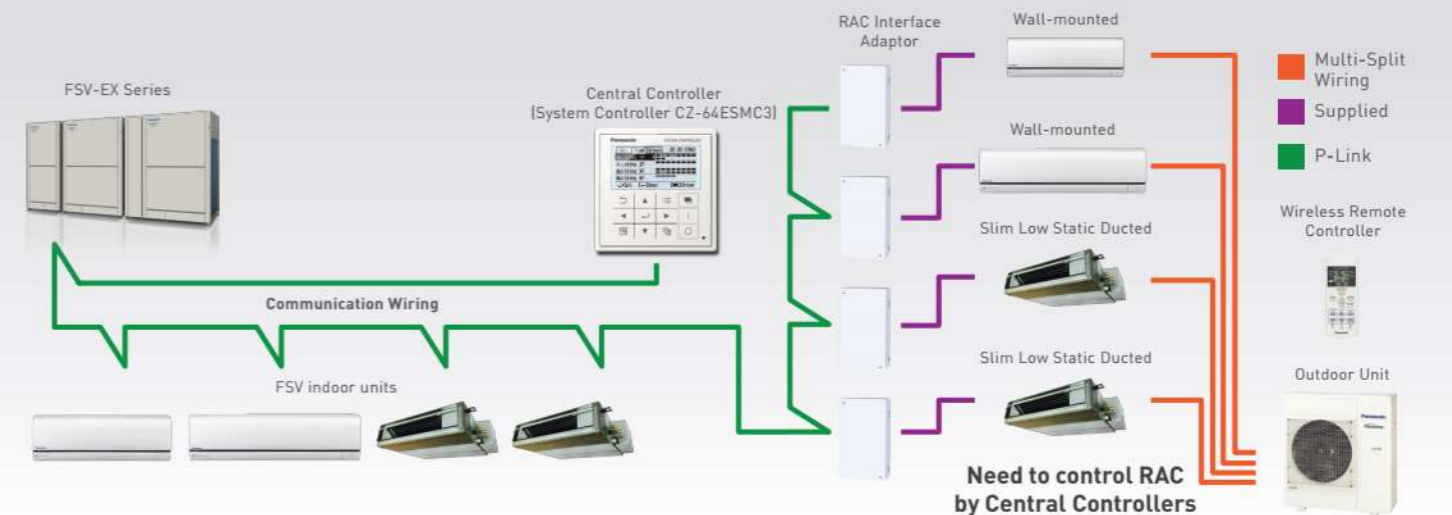 FSV-EX Series
Central Controller
(System Controller CZ-64ESMC3)
Panasonic
RAC Interface
Adaptor
Wall-mounted
Wall-mounted
Slim Low Static Ducted
Slim Low Static Ducted
Multi-Split
Wiring
Supplied
P-Link
Wireless Remote
Controller
Outdoor Unit
Panasonic
Communication Wiring
FSV indoor units
Need to control RAC
by Central Controllers